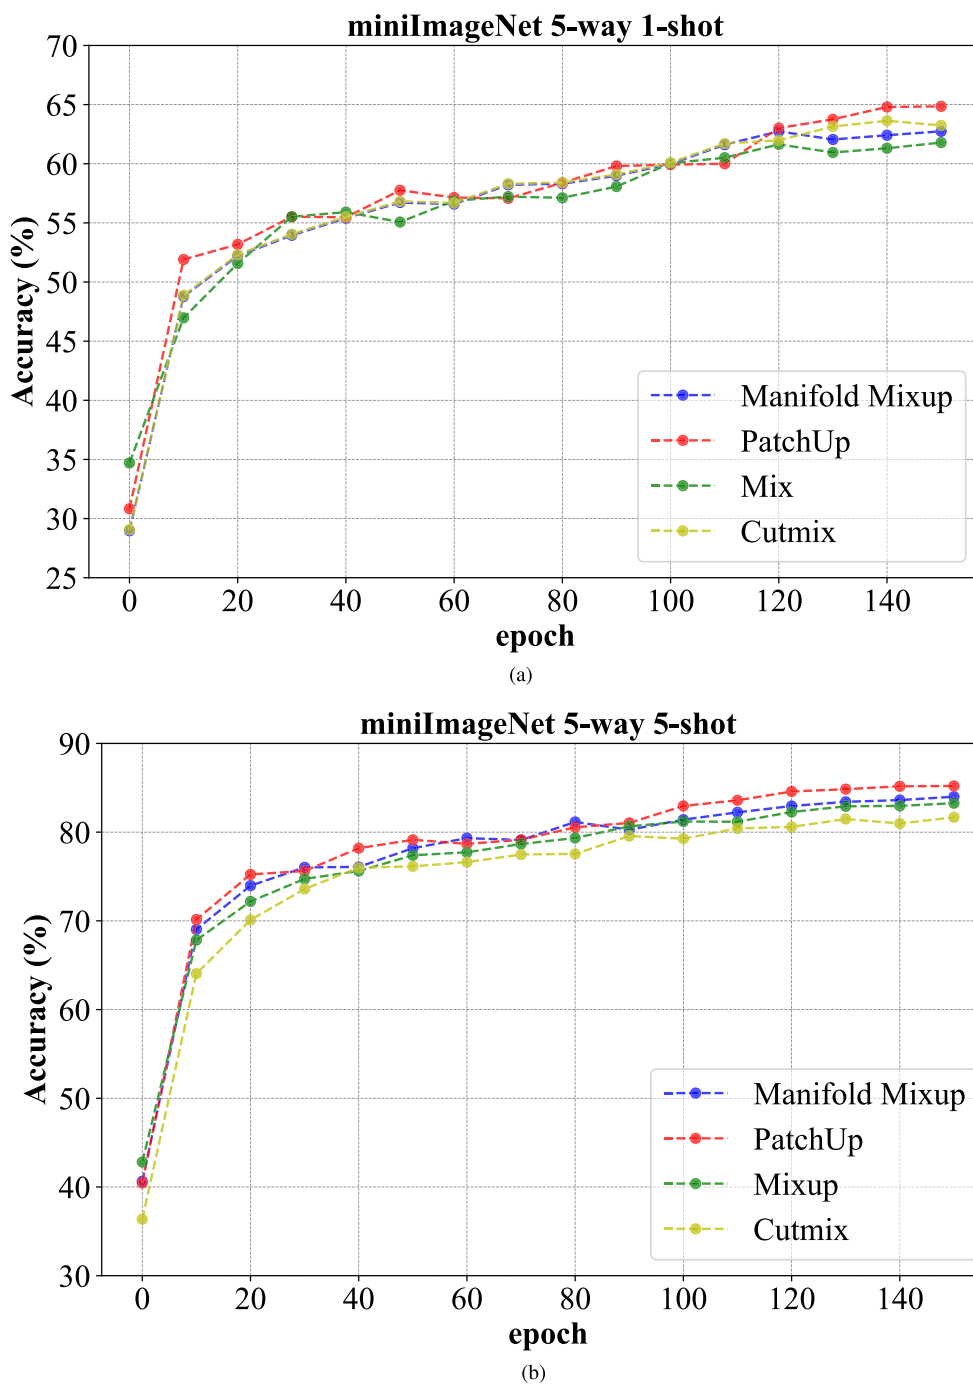 miniImageNet 5-way 1-shot
70
65
60
55
50
45
40
35
30
25
Accuracy (%)
Manifold Mixup
PatchUp
Mix
Cutmix
0 20 40 60 80 100 120 140
epoch
(a)
miniImageNet 5-way 5-shot
90
80
70
60
50
40
30
Accuracy (%)
Manifold Mixup
PatchUp
Mixup
Cutmix
0 20 40 60 80 100 120 140
epoch
(b)